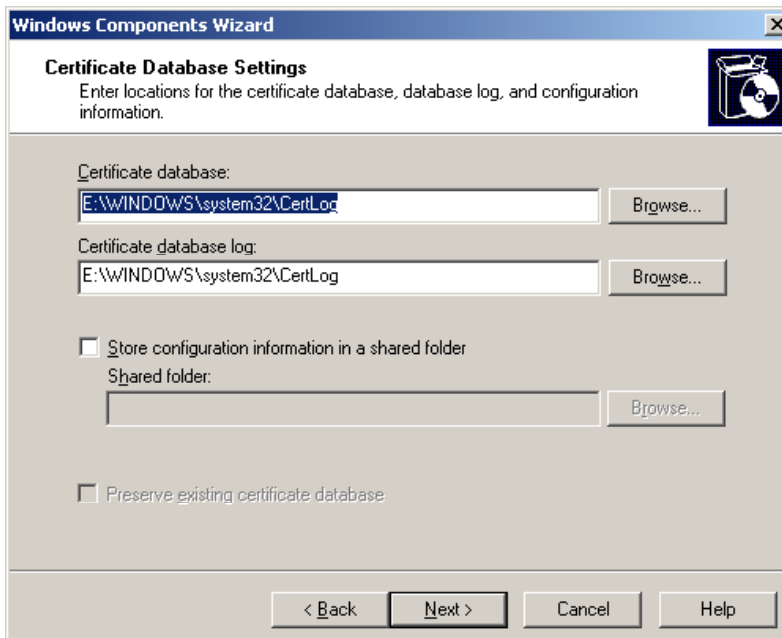 Windows Components Wizard
Certificate Database Settings
Enter locations for the certificate database, database log, and configuration
information.
Certificate database:
E:\WINDOWS\system32\CertLog
Browse...
Certificate database log:
E:\WINDOWS\system32\CertLog
Browse...
Store configuration information in a shared folder
Shared folder:
Browse...
Preserve existing certificate database
< Back Next > Cancel Help